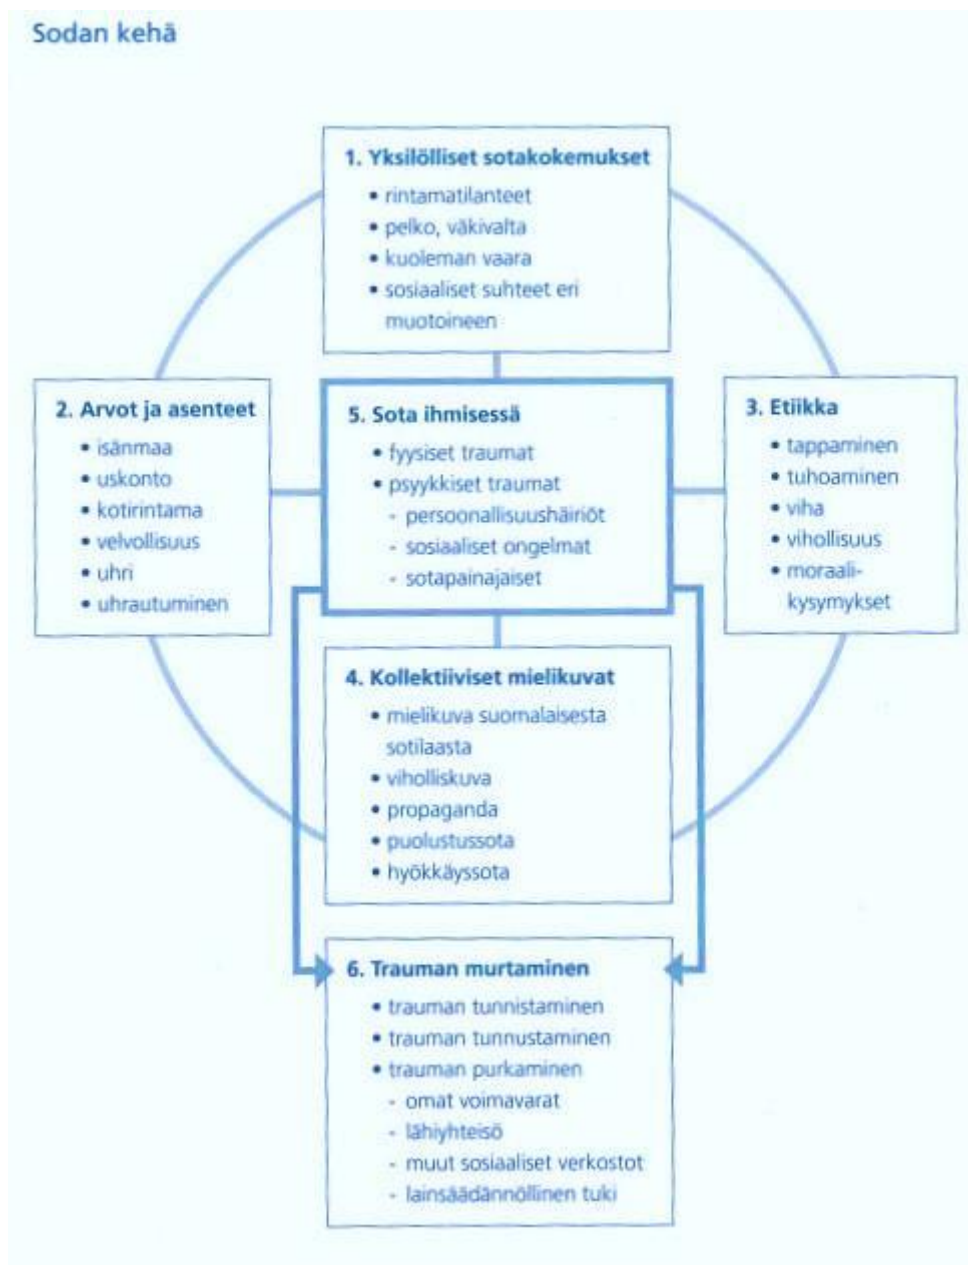 Sodan kehä
1. Yksilölliset sotakokemukset
• rintamatilanteet
• pelko, väkivalta
• kuoleman vaara
• sosiaaliset suhteet eri
muotoineen
2. Arvot ja asenteet
• isänmaa
• uskonto
• kotirintama
• velvollisuus
• uhri
• uhrautuminen
5. Sota ihmisessä
• fyysiset traumat
• psyykkiset traumat
- persoonallisuushäiriöt
- sosiaaliset ongelmat
- sotapainajaiset
3. Etiikka
• tappaminen
• tuhoaminen
• viha
• vihollisuus
• moraali-
kysymykset
4. Kollektiiviset mielikuvat
• mielikuva suomalaisesta
sotilaasta
• viholliskuva
• propaganda
• puolustussota
• hyökkäyssota
6. Trauman murtaminen
• trauman tunnistaminen
• trauman tunnustaminen
• trauman purkaminen
- omat voimavarat
- lähiyhteisö
- muut sosiaaliset verkostot
- lainsäädännöllinen tuki